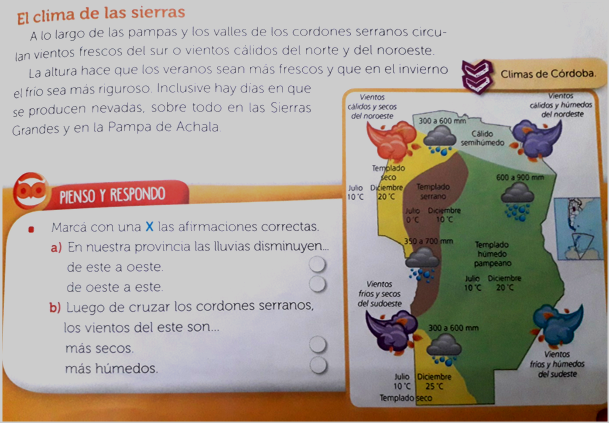 El clima de las sierras
A lo largo de las pampas y los valles de los cordones serranos circu-
lan vientos frescos del sur o vientos cálidos del norte y del noroeste.
La altura hace que los veranos sean más frescos y que en el invierno
el frío sea más riguroso. Inclusive hay días en que
se producen nevadas, sobre todo en las Sierras
Grandes y en la Pampa de Achala.
PIENSO Y RESPONDO
Marcá con una X las afirmaciones correctas.
a) En nuestra provincia las lluvias disminuyen...
de este a oeste.
de oeste a este.
b) Luego de cruzar los cordones serranos,
los vientos del este son...
más secos.
más húmedos.
Climas de Córdoba.
Vientos
cálidos y secos
del noroeste
300 a 600 mm
Cálido
semihúmedo
Vientos
cálidos y húmedos
del nordeste
Templado
seco
Julio Diciembre
10 °C 20 °C
Templado
serrano
Julio Diciembre
0 °C 10 °C
600 a 900 mm
350 a 700 mm
Templado
húmedo
pampeano
Julio Diciembre
10 °C 20 °C
Vientos
fríos y secos
del sudoeste
300 a 600 mm
Vientos
fríos y húmedos
del sudeste
Julio Diciembre
10 °C 25 °C
Templado seco